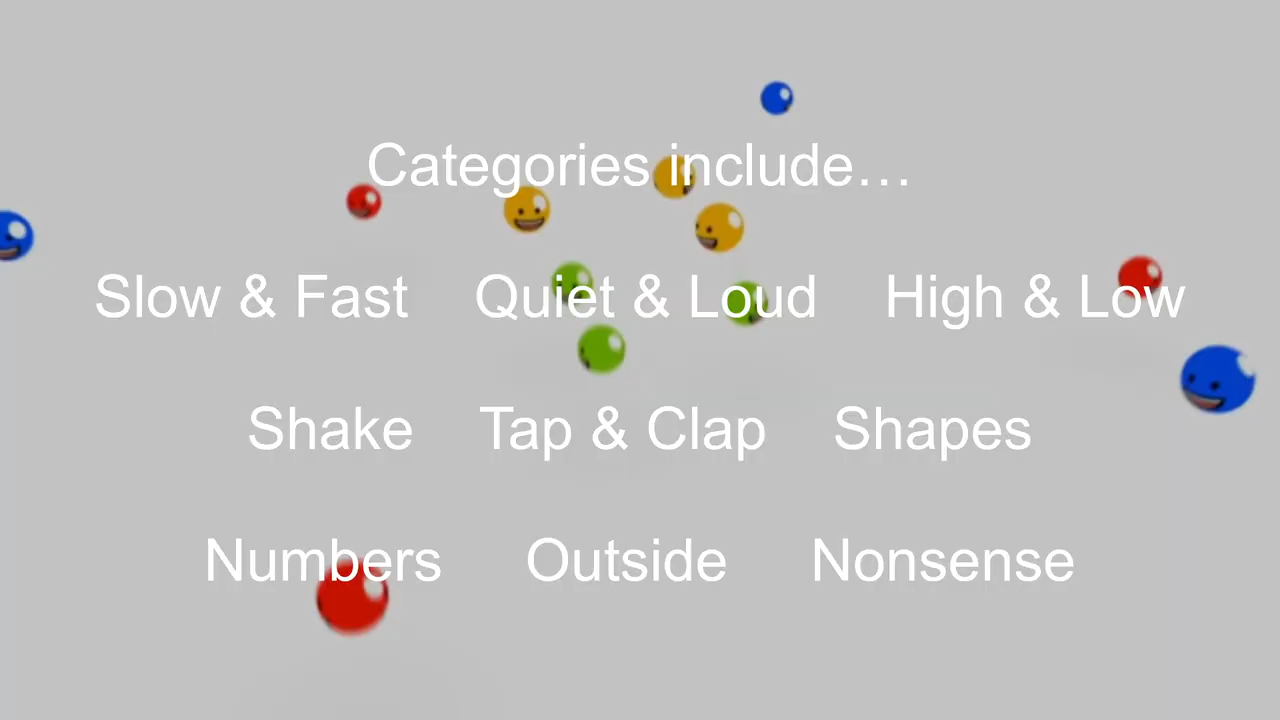 Categories include…
Slow & Fast Quiet & Loud High & Low
Shake Tap & Clap Shapes
Numbers Outside Nonsense